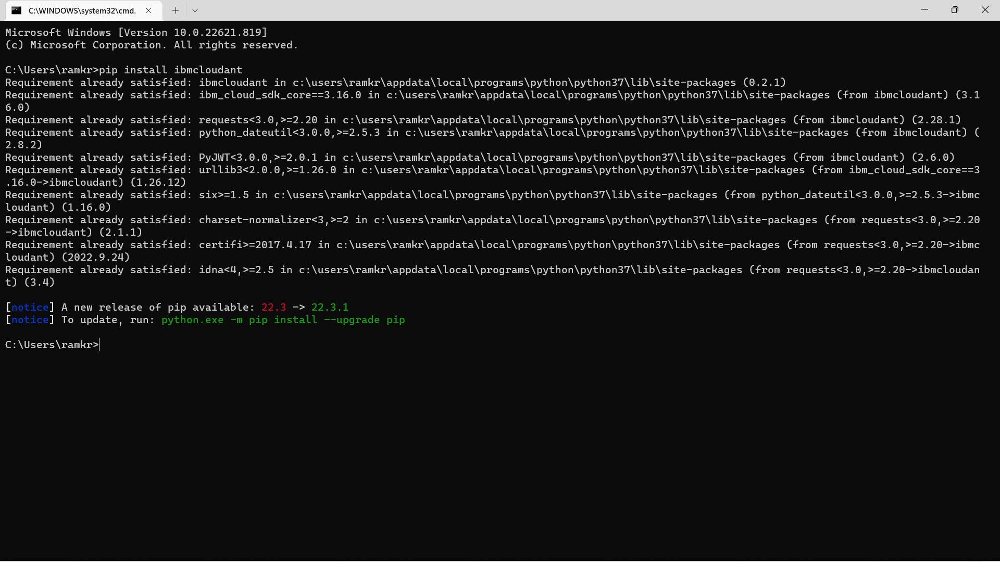 C:\WINDOWS\system32\cmd.
Microsoft Windows [Version 10.0.22621.819]
(c) Microsoft Corporation. All rights reserved.
C:\Users\ramkr>pip install ibmcloudant
Requirement already satisfied: ibmcloudant in c:\users\ramkr\appdata\local\programs\python\python37\lib\site-packages (0.2.1)
Requirement already satisfied: ibm_cloud_sdk_core==3.16.0 in c:\users\ramkr\appdata\local\programs\python\python37\lib\site-packages (from ibmcloudant) (3.1
6.0)
Requirement already satisfied: requests<3.0,>=2.20 in c:\users\ramkr\appdata\local\programs\python\python37\lib\site-packages (from ibmcloudant) (2.28.1)
Requirement already satisfied: python_dateutil<3.0.0,>=2.5.3 in c:\users\ramkr\appdata\local\programs\python\python37\lib\site-packages (from ibmcloudant) (
2.8.2)
Requirement already satisfied: PyJWT<3.0.0,>=2.0.1 in c:\users\ramkr\appdata\local\programs\python\python37\lib\site-packages (from ibmcloudant) (2.6.0)
Requirement already satisfied: urllib3<2.0.0,>=1.26.0 in c:\users\ramkr\appdata\local\programs\python\python37\lib\site-packages (from ibm_cloud_sdk_core==3
.16.0->ibmcloudant) (1.26.12)
Requirement already satisfied: six>=1.5 in c:\users\ramkr\appdata\local\programs\python\python37\lib\site-packages (from python_dateutil<3.0.0,>=2.5.3->ibmc
loudant) (1.16.0)
Requirement already satisfied: charset-normalizer<3,>=2 in c:\users\ramkr\appdata\local\programs\python\python37\lib\site-packages (from requests<3.0,>=2.20
->ibmcloudant) (2.1.1)
Requirement already satisfied: certifi>=2017.4.17 in c:\users\ramkr\appdata\local\programs\python\python37\lib\site-packages (from requests<3.0,>=2.20->ibmc
loudant) (2022.9.24)
Requirement already satisfied: idna<4,>=2.5 in c:\users\ramkr\appdata\local\programs\python\python37\lib\site-packages (from requests<3.0,>=2.20->ibmcloudan
t) (3.4)
[notice] A new release of pip available: 22.3 -> 22.3.1
[notice] To update, run: python.exe -m pip install --upgrade pip
C:\Users\ramkr>